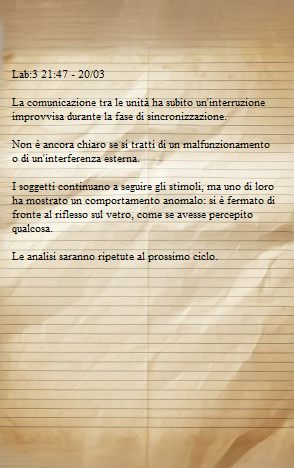 Lab:3 21:47 - 20/03
La comunicazione tra le unità ha subito un'interruzione
improvvisa durante la fase di sincronizzazione.
Non è ancora chiaro se si tratti di un malfunzionamento
o di un'interferenza esterna.
I soggetti continuano a seguire gli stimoli, ma uno di loro
ha mostrato un comportamento anomalo: si è fermato di
fronte al riflesso sul vetro, come se avesse percepito
qualcosa.
Le analisi saranno ripetute al prossimo ciclo.